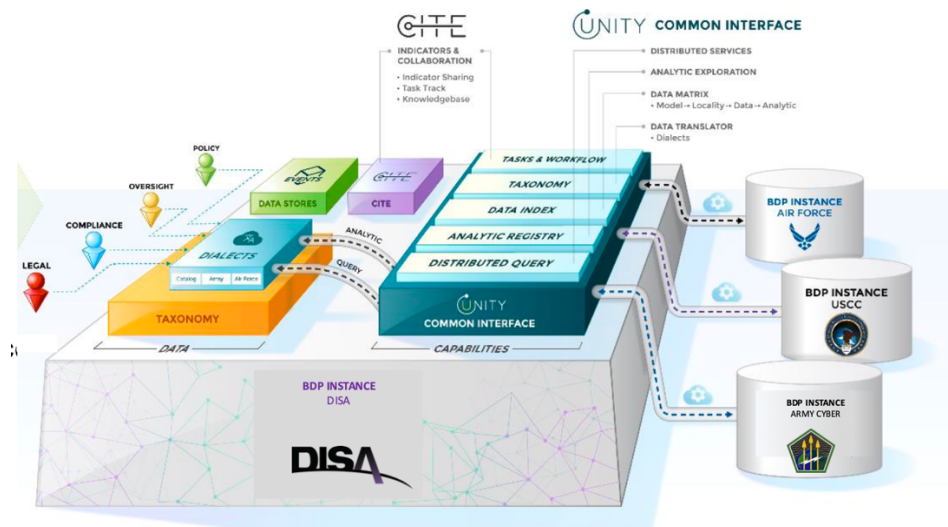 CITE
INDICATORS &
COLLABORATION
• Indicator Sharing
• Task Track
• Knowledgebase
UNITY COMMON INTERFACE
DISTRIBUTED SERVICES
ANALYTIC EXPLORATION
DATA MATRIX
• Model → Locality → Data → Analytic
DATA TRANSLATOR
• Dialects
POLICY
OVERSIGHT
COMPLIANCE
LEGAL
EVENTS
DATA STORES
CITE
CITE
DIALECTS
Catalog Army Air Force
TAXONOMY
DATA
ANALYTIC
QUERY
TASKS & WORKFLOW
TAXONOMY
DATA INDEX
ANALYTIC REGISTRY
DISTRIBUTED QUERY
UNITY
COMMON INTERFACE
CAPABILITIES
BDP INSTANCE
AIR FORCE
BDP INSTANCE
USCC
BDP INSTANCE
ARMY CYBER
BDP INSTANCE
DISA
DISA